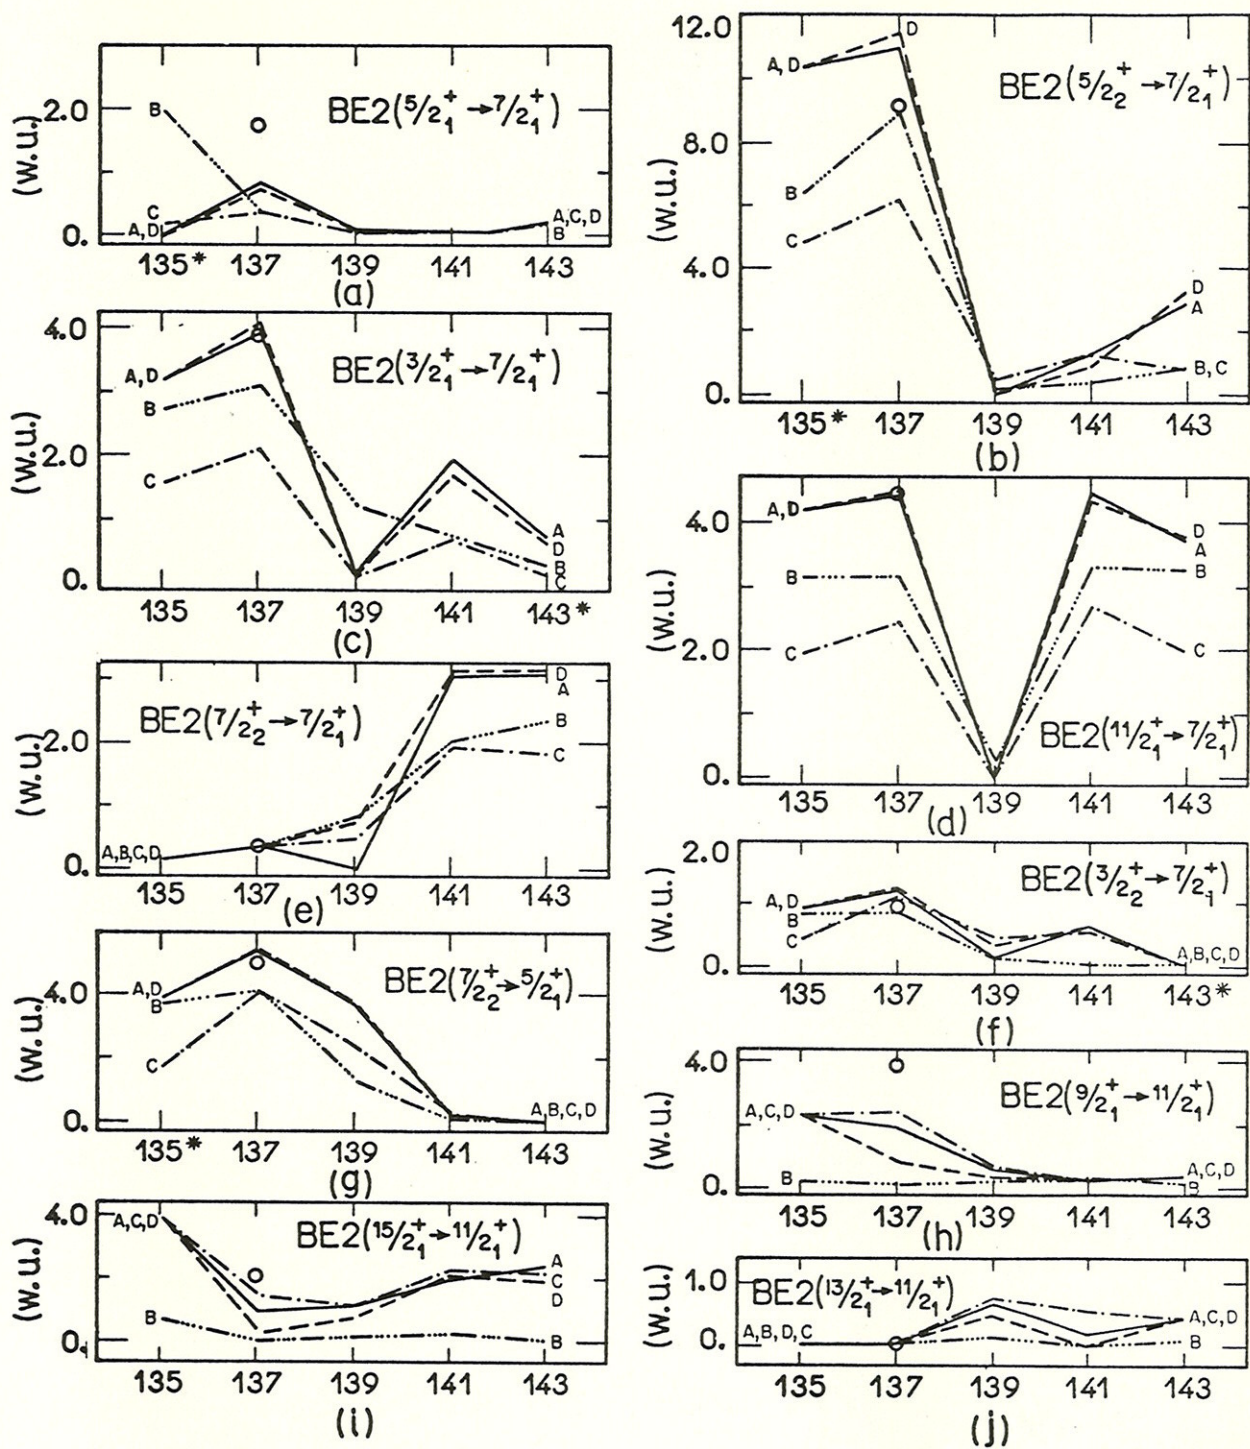 (w.u.)
2.0
0.
B
C
A,D
BE2(5/2₁⁺→7/2₁⁺)
A,C,D
B
135* 137 139 141 143
(a)
(w.u.)
12.0
8.0
4.0
0.
A,D
D
B
C
BE2(5/2₂⁺→7/2₁⁺)
D
A
B,C
135* 137 139 141 143
(b)
(w.u.)
4.0
2.0
0.
A,D
B
C
BE2(3/2₁⁺→7/2₁⁺)
A
D
B
C
135 137 139 141 143*
(c)
(w.u.)
4.0
2.0
0.
A,D
B
C
D
A
B
C
BE2(11/2₁⁺→7/2₁⁺)
135 137 139 141 143
(d)
(w.u.)
2.0
0.
BE2(7/2₂⁺→7/2₁⁺)
A,B,C,D
D
A
B
C
135 137 139 141 143
(e)
(w.u.)
2.0
1.0
0.
A,D
B
C
BE2(3/2₂⁺→7/2₁⁺)
A,B,C,D
135 137 139 141 143*
(f)
(w.u.)
4.0
0.
A,D
B
C
BE2(7/2₂⁺→5/2₁⁺)
A,B,C,D
135* 137 139 141 143
(g)
(w.u.)
4.0
2.0
0.
A,C,D
B
BE2(9/2₁⁺→11/2₁⁺)
A,C,D
B
135 137 139 141 143
(h)
(w.u.)
4.0
2.0
0.
A,C,D
B
BE2(15/2₁⁺→11/2₁⁺)
A
C
D
B
135 137 139 141 143
(i)
(w.u.)
1.0
0.
BE2(13/2₁⁺→11/2₁⁺)
A,B,D,C
A,C,D
B
135 137 139 141 143
(j)